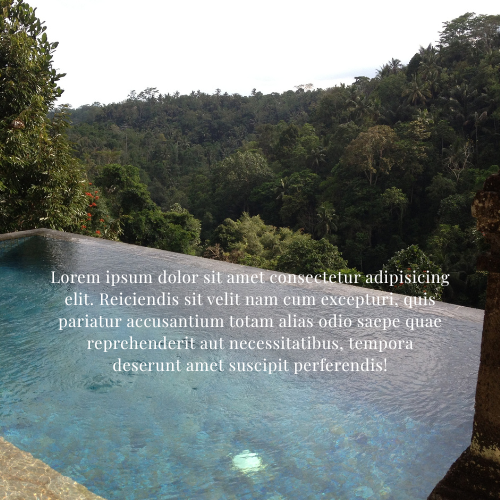 Lorem ipsum dolor sit amet consectetur adipisicing
elit. Reiciendis sit velit nam cum excepturi, quis
pariatur accusantium totam alias odio saepe quae
reprehenderit aut necessitatibus, tempora
deserunt amet suscipit perferendis!